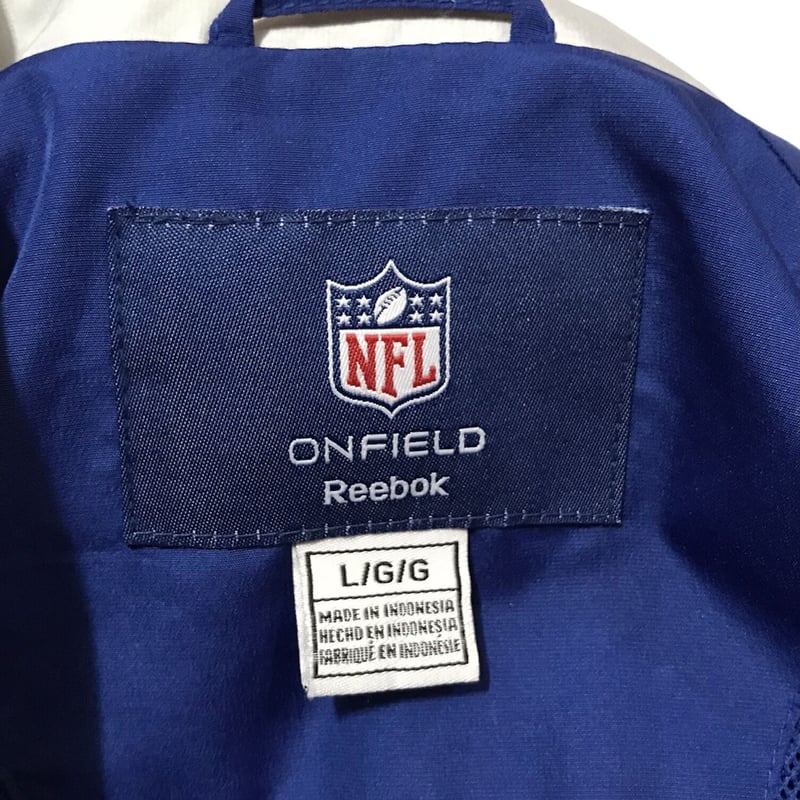 NFL
ONFIELD
Reebok
L/G/G
MADE IN INDONESIA
HECHO EN INDONESIA
FABRIQUÉ EN INDONÉSIE